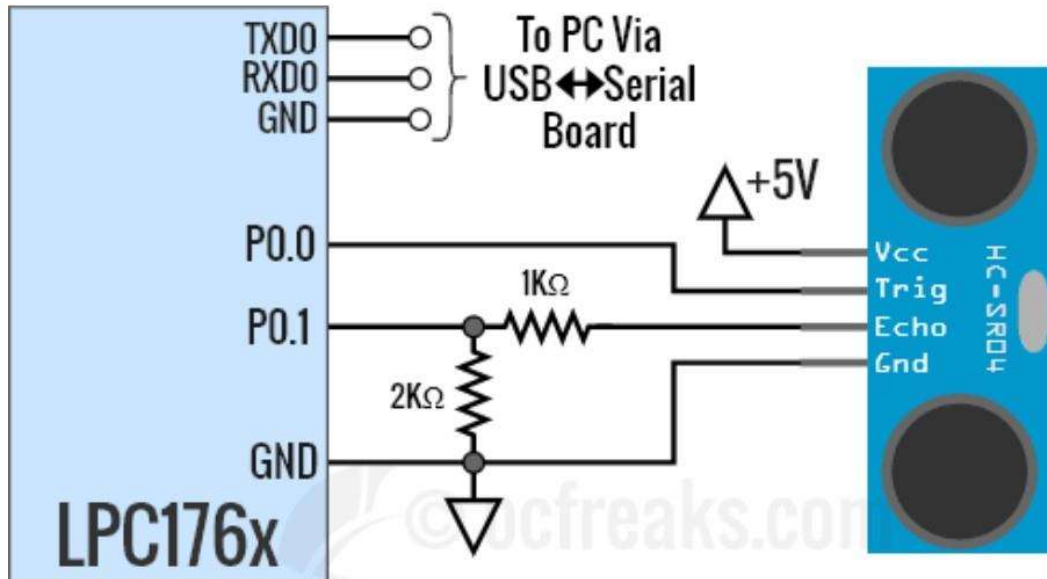 TXD0
RXD0
GND
To PC Via
USB↔Serial
Board
+5V
P0.0
P0.1
GND
1KΩ
2KΩ
Vcc
Trig
Echo
Gnd
HC-SR04
LPC176x
©ocfreaks.com